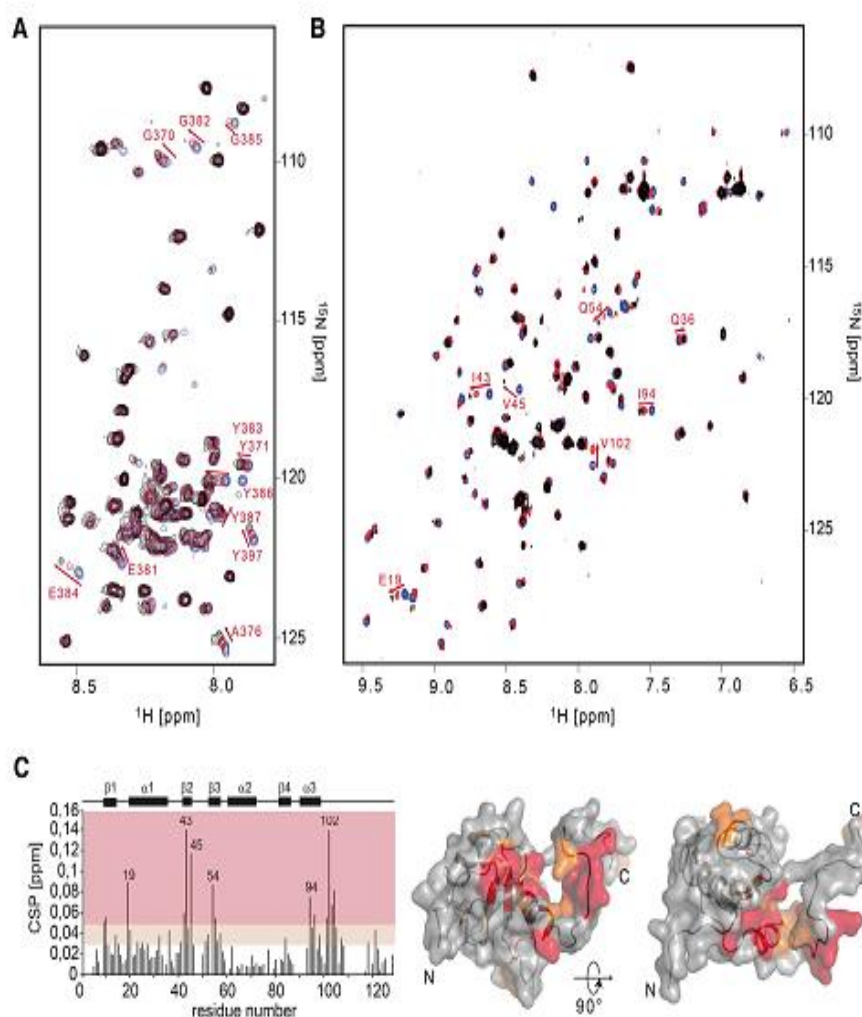 A
G370
G382
G385
110
115
15N [ppm]
120
125
Y383
Y371
Y386
Y387
Y397
E381
E384
A376
8.5
8.0
1H [ppm]
B
110
115
15N [ppm]
120
125
Q54
Q36
I43
V45
I94
V102
E19
9.5
9.0
8.5
8.0
7.5
7.0
6.5
1H [ppm]
C
β1
α1
β2
β3
α2
β4
α3
0,16
0,14
0,12
0,1
0,08
0,06
0,04
0,02
0
CSP [ppm]
19
43
45
54
94
102
0
20
40
60
80
100
120
residue number
N
C
90°
N
C